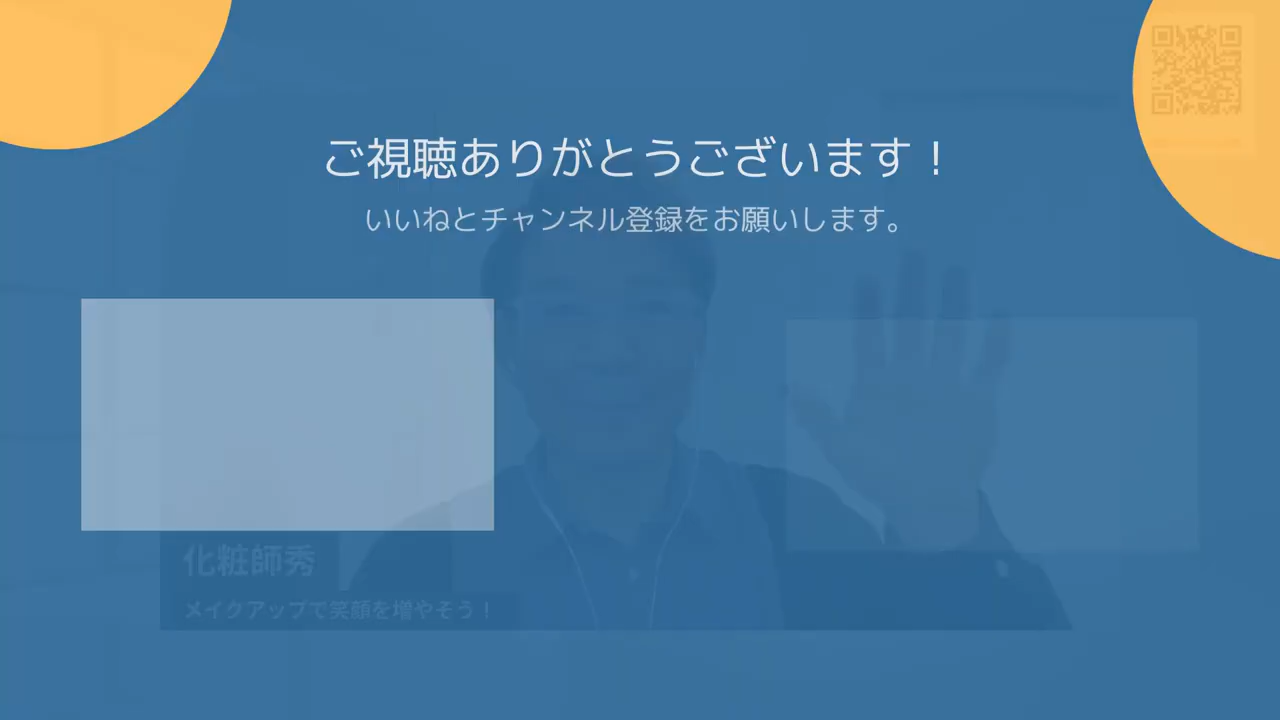 ご視聴ありがとうございます！
いいねとチャンネル登録をお願いします。
化粧師秀
メイクアップで笑顔を増やそう！